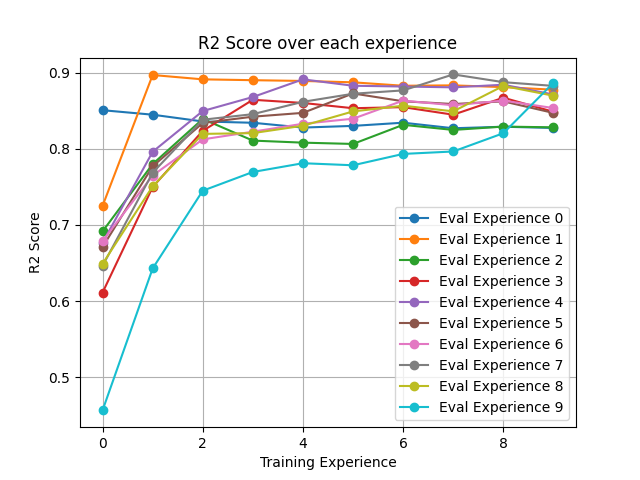 R2 Score over each experience
R2 Score
0.9
0.8
0.7
0.6
0.5
0 2 4 6 8
Training Experience
Eval Experience 0
Eval Experience 1
Eval Experience 2
Eval Experience 3
Eval Experience 4
Eval Experience 5
Eval Experience 6
Eval Experience 7
Eval Experience 8
Eval Experience 9